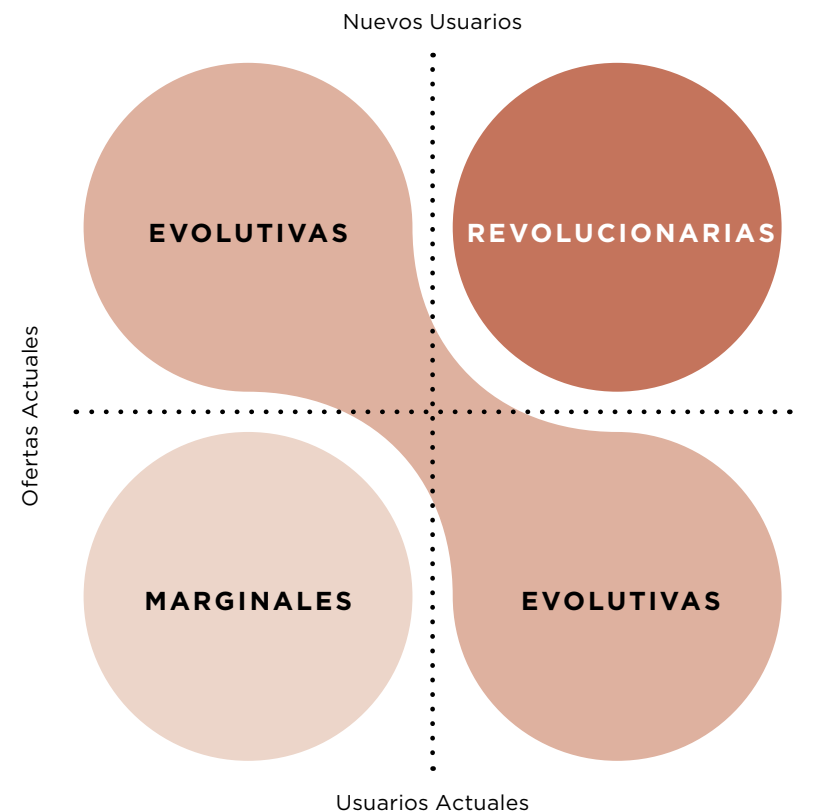 Nuevos Usuarios
EVOLUTIVAS
REVOLUCIONARIAS
Ofertas Actuales
MARGINALES
EVOLUTIVAS
Usuarios Actuales